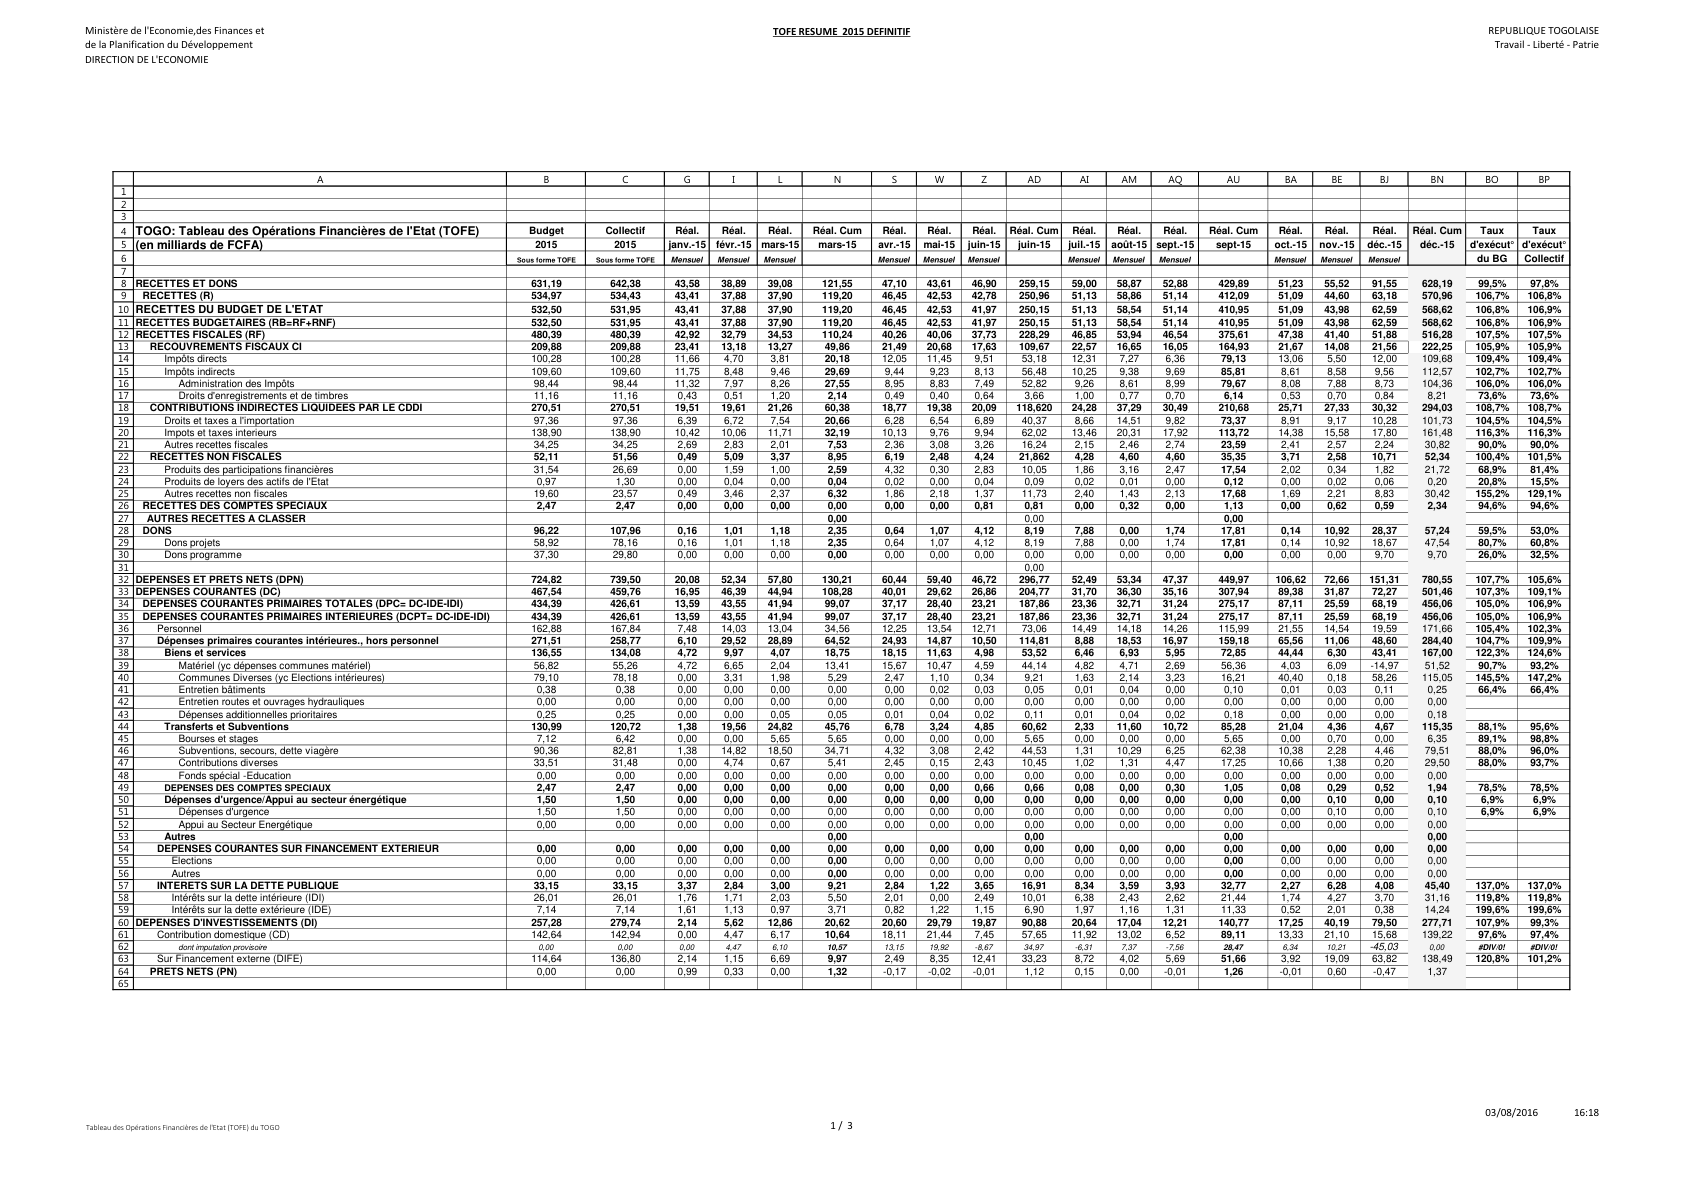 Ministère de l'Economie,des Finances et
de la Planification du Développement
DIRECTION DE L'ECONOMIE
TOFE RESUME 2015 DEFINITIF
REPUBLIQUE TOGOLAISE
Travail - Liberté - Patrie
A B C G I L N S W Z AD AI AM AQ AU BA BE BJ BN BO BP
1
2
3
4 TOGO: Tableau des Opérations Financières de l'Etat (TOFE) Budget Collectif Réal. Réal. Réal. Réal. Cum Réal. Réal. Réal. Réal. Cum Réal. Réal. Réal. Réal. Cum Réal. Réal. Réal. Réal. Cum Taux Taux
5 (en milliards de FCFA) 2015 2015 janv.-15 févr.-15 mars-15 mars-15 avr.-15 mai-15 juin-15 juin-15 juil.-15 août-15 sept.-15 sept-15 oct.-15 nov.-15 déc.-15 déc.-15 d'exécut° d'exécut°
6 Sous forme TOFE Sous forme TOFE Mensuel Mensuel Mensuel Mensuel Mensuel Mensuel Mensuel Mensuel Mensuel Mensuel Mensuel Mensuel du BG Collectif
7
8 RECETTES ET DONS 631,19 642,38 43,58 38,89 39,08 121,55 47,10 43,61 46,90 259,15 59,00 58,87 52,88 429,89 51,23 55,52 91,55 628,19 99,5% 97,8%
9 RECETTES (R) 534,97 534,43 43,41 37,88 37,90 119,20 46,45 42,53 42,78 250,96 51,13 58,86 51,14 412,09 51,09 44,60 63,18 570,96 106,7% 106,8%
10 RECETTES DU BUDGET DE L'ETAT 532,50 531,95 43,41 37,88 37,90 119,20 46,45 42,53 41,97 250,15 51,13 58,54 51,14 410,95 51,09 43,98 62,59 568,62 106,8% 106,9%
11 RECETTES BUDGETAIRES (RB=RF+RNF) 532,50 531,95 43,41 37,88 37,90 119,20 46,45 42,53 41,97 250,15 51,13 58,54 51,14 410,95 51,09 43,98 62,59 568,62 106,8% 106,9%
12 RECETTES FISCALES (RF) 480,39 480,39 42,92 32,79 34,53 110,24 40,26 40,06 37,73 228,29 46,85 53,94 46,54 375,61 47,38 41,40 51,88 516,28 107,5% 107,5%
13 RECOUVREMENTS FISCAUX CI 209,88 209,88 23,41 13,18 13,27 49,86 21,49 20,68 17,63 109,67 22,57 16,65 16,05 164,93 21,67 14,08 21,56 222,25 105,9% 105,9%
14 Impôts directs 100,28 100,28 11,66 4,70 3,81 20,18 12,05 11,45 9,51 53,18 12,31 7,27 6,36 79,13 13,06 5,50 12,00 109,68 109,4% 109,4%
15 Impôts indirects 109,60 109,60 11,75 8,48 9,46 29,69 9,44 9,23 8,13 56,48 10,25 9,38 9,69 85,81 8,61 8,58 9,56 112,57 102,7% 102,7%
16 Administration des Impôts 98,44 98,44 11,32 7,97 8,26 27,55 8,95 8,83 7,49 52,82 9,26 8,61 8,99 79,67 8,08 7,88 8,73 104,36 106,0% 106,0%
17 Droits d'enregistrements et de timbres 11,16 11,16 0,43 0,51 1,20 2,14 0,49 0,40 0,64 3,66 1,00 0,77 0,70 6,14 0,53 0,70 0,84 8,21 73,6% 73,6%
18 CONTRIBUTIONS INDIRECTES LIQUIDEES PAR LE CDDI 270,51 270,51 19,51 19,61 21,26 60,38 18,77 19,38 20,09 118,620 24,28 37,29 30,49 210,68 25,71 27,33 30,32 294,03 108,7% 108,7%
19 Droits et taxes a l'importation 97,36 97,36 6,39 6,72 7,54 20,66 6,28 6,54 6,89 40,37 8,66 14,51 9,82 73,37 8,91 9,17 10,28 101,73 104,5% 104,5%
20 Impots et taxes interieurs 138,90 138,90 10,42 10,06 11,71 32,19 10,13 9,76 9,94 62,02 13,46 20,31 17,92 113,72 14,38 15,58 17,80 161,48 116,3% 116,3%
21 Autres recettes fiscales 34,25 34,25 2,69 2,83 2,01 7,53 2,36 3,08 3,26 16,24 2,15 2,46 2,74 23,59 2,41 2,57 2,24 30,82 90,0% 90,0%
22 RECETTES NON FISCALES 52,11 51,56 0,49 5,09 3,37 8,95 6,19 2,48 4,24 21,862 4,28 4,60 4,60 35,35 3,71 2,58 10,71 52,34 100,4% 101,5%
23 Produits des participations financières 31,54 26,69 0,00 1,59 1,00 2,59 4,32 0,30 2,83 10,05 1,86 3,16 2,47 17,54 2,02 0,34 1,82 21,72 68,9% 81,4%
24 Produits de loyers des actifs de l'Etat 0,97 1,30 0,00 0,04 0,00 0,04 0,02 0,00 0,04 0,09 0,02 0,01 0,00 0,12 0,00 0,02 0,06 0,20 20,8% 15,5%
25 Autres recettes non fiscales 19,60 23,57 0,49 3,46 2,37 6,32 1,86 2,18 1,37 11,73 2,40 1,43 2,13 17,68 1,69 2,21 8,83 30,42 155,2% 129,1%
26 RECETTES DES COMPTES SPECIAUX 2,47 2,47 0,00 0,00 0,00 0,00 0,00 0,00 0,81 0,81 0,00 0,32 0,00 1,13 0,00 0,62 0,59 2,34 94,6% 94,6%
27 AUTRES RECETTES A CLASSER 0,00 0,00 0,00
28 DONS 96,22 107,96 0,16 1,01 1,18 2,35 0,64 1,07 4,12 8,19 7,88 0,00 1,74 17,81 0,14 10,92 28,37 57,24 59,5% 53,0%
29 Dons projets 58,92 78,16 0,16 1,01 1,18 2,35 0,64 1,07 4,12 8,19 7,88 0,00 1,74 17,81 0,14 10,92 18,67 47,54 80,7% 60,8%
30 Dons programme 37,30 29,80 0,00 0,00 0,00 0,00 0,00 0,00 0,00 0,00 0,00 0,00 0,00 0,00 0,00 0,00 9,70 9,70 26,0% 32,5%
31 0,00
32 DEPENSES ET PRETS NETS (DPN) 724,82 739,50 20,08 52,34 57,80 130,21 60,44 59,40 46,72 296,77 52,49 53,34 47,37 449,97 106,62 72,66 151,31 780,55 107,7% 105,6%
33 DEPENSES COURANTES (DC) 467,54 459,76 16,95 46,39 44,94 108,28 40,01 29,62 26,86 204,77 31,70 36,30 35,16 307,94 89,38 31,87 72,27 501,46 107,3% 109,1%
34 DEPENSES COURANTES PRIMAIRES TOTALES (DPC= DC-IDE-IDI) 434,39 426,61 13,59 43,55 41,94 99,07 37,17 28,40 23,21 187,86 23,36 32,71 31,24 275,17 87,11 25,59 68,19 456,06 105,0% 106,9%
35 DEPENSES COURANTES PRIMAIRES INTERIEURES (DCPT= DC-IDE-IDI) 434,39 426,61 13,59 43,55 41,94 99,07 37,17 28,40 23,21 187,86 23,36 32,71 31,24 275,17 87,11 25,59 68,19 456,06 105,0% 106,9%
36 Personnel 162,88 167,84 7,48 14,03 13,04 34,56 12,25 13,54 12,71 73,06 14,49 14,18 14,26 115,99 21,55 14,54 19,59 171,66 105,4% 102,3%
37 Dépenses primaires courantes intérieures., hors personnel 271,51 258,77 6,10 29,52 28,89 64,52 24,93 14,87 10,50 114,81 8,88 18,53 16,97 159,18 65,56 11,06 48,60 284,40 104,7% 109,9%
38 Biens et services 136,55 138,08 4,72 9,97 4,07 18,75 18,15 11,63 4,98 53,52 6,46 6,93 5,95 72,85 44,44 6,30 43,41 167,00 122,3% 124,6%
39 Matériel (yc dépenses communes matériel) 56,82 55,26 4,72 6,65 2,04 13,41 15,67 10,47 4,59 44,14 4,82 4,71 2,69 56,36 4,03 6,09 -14,97 51,52 90,7% 93,2%
40 Communes Diverses (yc Elections intérieures) 79,10 78,18 0,00 3,31 1,98 5,29 2,47 1,10 0,34 9,21 1,63 2,14 3,23 16,21 40,40 0,18 58,26 115,05 145,5% 147,2%
41 Entretien bâtiments 0,38 0,38 0,00 0,00 0,00 0,00 0,00 0,02 0,03 0,05 0,01 0,04 0,00 0,10 0,01 0,03 0,11 0,25 66,4% 66,4%
42 Entretien routes et ouvrages hydrauliques 0,00 0,00 0,00 0,00 0,00 0,00 0,00 0,00 0,00 0,00 0,00 0,00 0,00 0,00 0,00 0,00 0,00 0,00
43 Dépenses additionnelles prioritaires 0,25 0,25 0,00 0,00 0,05 0,05 0,01 0,04 0,02 0,11 0,01 0,04 0,02 0,18 0,00 0,00 0,00 0,18
44 Transferts et Subventions 130,99 120,72 1,38 19,56 24,82 45,76 6,78 3,24 4,85 60,62 2,33 11,60 10,72 85,28 21,04 4,36 4,67 115,35 88,1% 95,6%
45 Bourses et stages 7,12 6,42 0,00 0,00 5,65 5,65 0,00 0,00 0,00 5,65 0,00 0,00 0,00 5,65 0,00 0,70 0,00 6,35 89,1% 98,8%
46 Subventions, secours, dette viagère 90,36 82,81 1,38 14,82 18,50 34,71 4,32 3,08 2,42 44,53 1,31 10,29 6,25 62,38 10,38 2,28 4,46 79,51 88,0% 96,0%
47 Contributions diverses 33,51 31,48 0,00 4,74 0,67 5,41 2,45 0,15 2,43 10,45 1,02 1,31 4,47 17,25 10,66 1,38 0,20 29,50 88,0% 93,7%
48 Fonds spécial -Education 0,00 0,00 0,00 0,00 0,00 0,00 0,00 0,00 0,00 0,00 0,00 0,00 0,00 0,00 0,00 0,00 0,00 0,00
49 DEPENSES DES COMPTES SPECIAUX 2,47 2,47 0,00 0,00 0,00 0,00 0,00 0,00 0,66 0,66 0,08 0,00 0,30 1,05 0,08 0,29 0,52 1,94 78,5% 78,5%
50 Dépenses d'urgence/Appui au secteur énergétique 1,50 1,50 0,00 0,00 0,00 0,00 0,00 0,00 0,00 0,00 0,00 0,00 0,00 0,00 0,00 0,10 0,00 0,10 6,9% 6,9%
51 Dépenses d'urgence 1,50 1,50 0,00 0,00 0,00 0,00 0,00 0,00 0,00 0,00 0,00 0,00 0,00 0,00 0,00 0,10 0,00 0,10 6,9% 6,9%
52 Appui au Secteur Energétique 0,00 0,00 0,00 0,00 0,00 0,00 0,00 0,00 0,00 0,00 0,00 0,00 0,00 0,00 0,00 0,00 0,00 0,00
53 Autres 0,00 0,00 0,00 0,00
54 DEPENSES COURANTES SUR FINANCEMENT EXTERIEUR 0,00 0,00 0,00 0,00 0,00 0,00 0,00 0,00 0,00 0,00 0,00 0,00 0,00 0,00 0,00 0,00 0,00 0,00
55 Elections 0,00 0,00 0,00 0,00 0,00 0,00 0,00 0,00 0,00 0,00 0,00 0,00 0,00 0,00 0,00 0,00 0,00 0,00
56 Autres 0,00 0,00 0,00 0,00 0,00 0,00 0,00 0,00 0,00 0,00 0,00 0,00 0,00 0,00 0,00 0,00 0,00 0,00
57 INTERETS SUR LA DETTE PUBLIQUE 33,15 33,15 3,37 2,84 3,00 9,21 2,84 1,22 3,65 16,91 8,34 3,59 3,93 32,77 2,27 6,28 4,08 45,40 137,0% 137,0%
58 Intérêts sur la dette intérieure (IDI) 26,01 26,01 1,76 1,71 2,03 5,50 2,01 0,00 2,49 10,01 6,38 2,43 2,62 21,44 1,74 4,27 3,70 31,16 119,8% 119,8%
59 Intérêts sur la dette extérieure (IDE) 7,14 7,14 1,61 1,13 0,97 3,71 0,82 1,22 1,15 6,90 1,97 1,16 1,31 11,33 0,52 2,01 0,38 14,24 199,6% 199,6%
60 DEPENSES D'INVESTISSEMENTS (DI) 257,28 279,74 2,14 5,62 12,86 20,62 20,60 29,79 19,87 90,88 20,64 17,04 12,21 140,77 17,25 40,19 79,50 277,71 107,9% 99,3%
61 Contribution domestique (CD) 142,64 142,94 0,00 4,47 6,17 10,64 18,11 21,44 7,45 57,65 11,92 13,02 6,52 89,11 13,33 21,10 15,68 139,22 97,6% 97,4%
62 dont imputation provisoire 0,00 0,00 0,00 4,47 6,10 10,57 13,15 19,92 -8,67 34,97 -6,31 7,37 -7,56 28,47 6,34 10,21 -45,03 0,00 #DIV/0! #DIV/0!
63 Sur Financement externe (DIFE) 114,64 136,80 2,14 1,15 6,69 9,97 2,49 8,35 12,41 33,23 8,72 4,02 5,69 51,66 3,92 19,09 63,82 138,49 120,8% 101,2%
64 PRETS NETS (PN) 0,00 0,00 0,99 0,33 0,00 1,32 -0,17 -0,02 -0,01 1,12 0,15 0,00 -0,01 1,26 -0,01 0,60 -0,47 1,37
65
03/08/2016 16:18
Tableau des Opérations Financières de l'Etat (TOFE) du TOGO
1 / 3